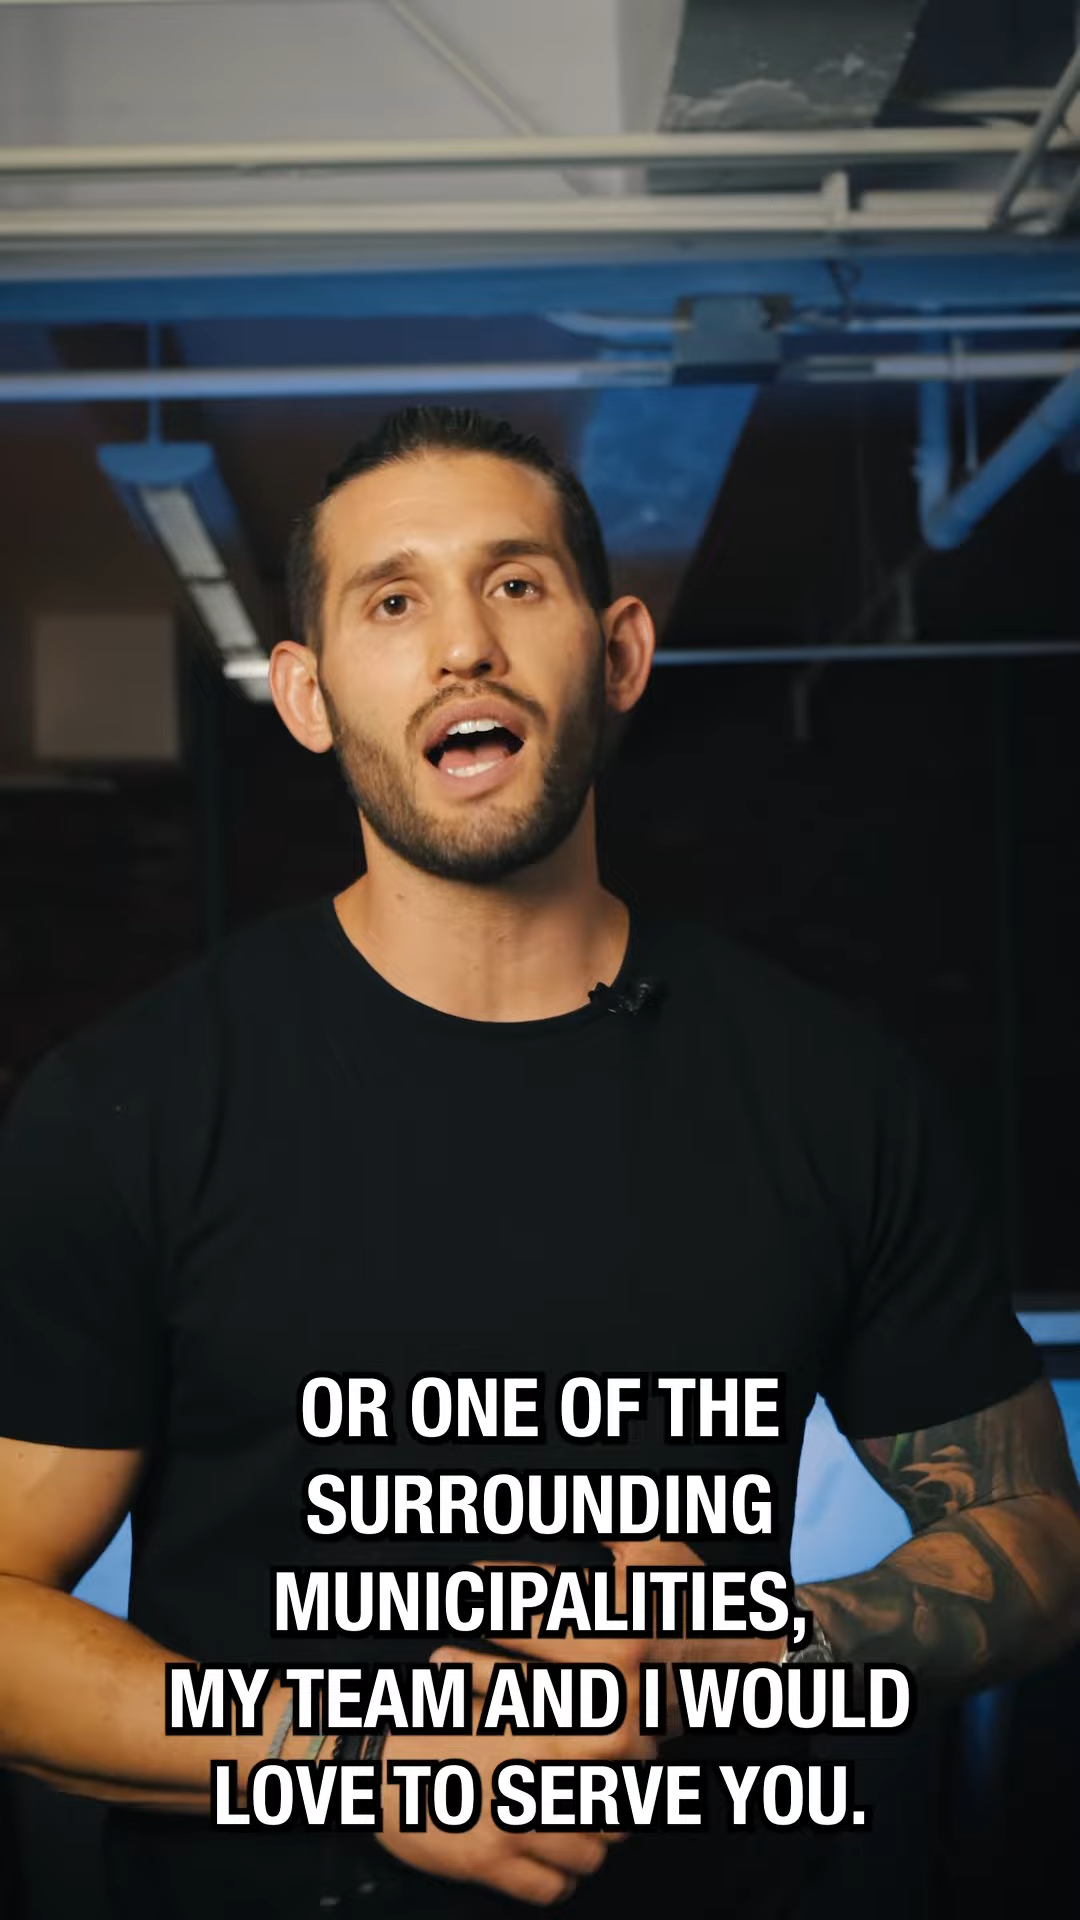 OR ONE OF THE
SURROUNDING
MUNICIPALITIES,
MY TEAM AND I WOULD
LOVE TO SERVE YOU.